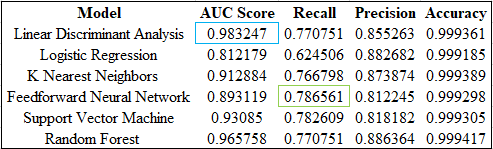 Model AUC Score Recall Precision Accuracy
Linear Discriminant Analysis 0.983247 0.770751 0.855263 0.999361
Logistic Regression 0.812179 0.624506 0.882682 0.999185
K Nearest Neighbors 0.912884 0.766798 0.873874 0.999389
Feedforward Neural Network 0.893119 0.786561 0.812245 0.999298
Support Vector Machine 0.93085 0.782609 0.818182 0.999305
Random Forest 0.965758 0.770751 0.886364 0.999417